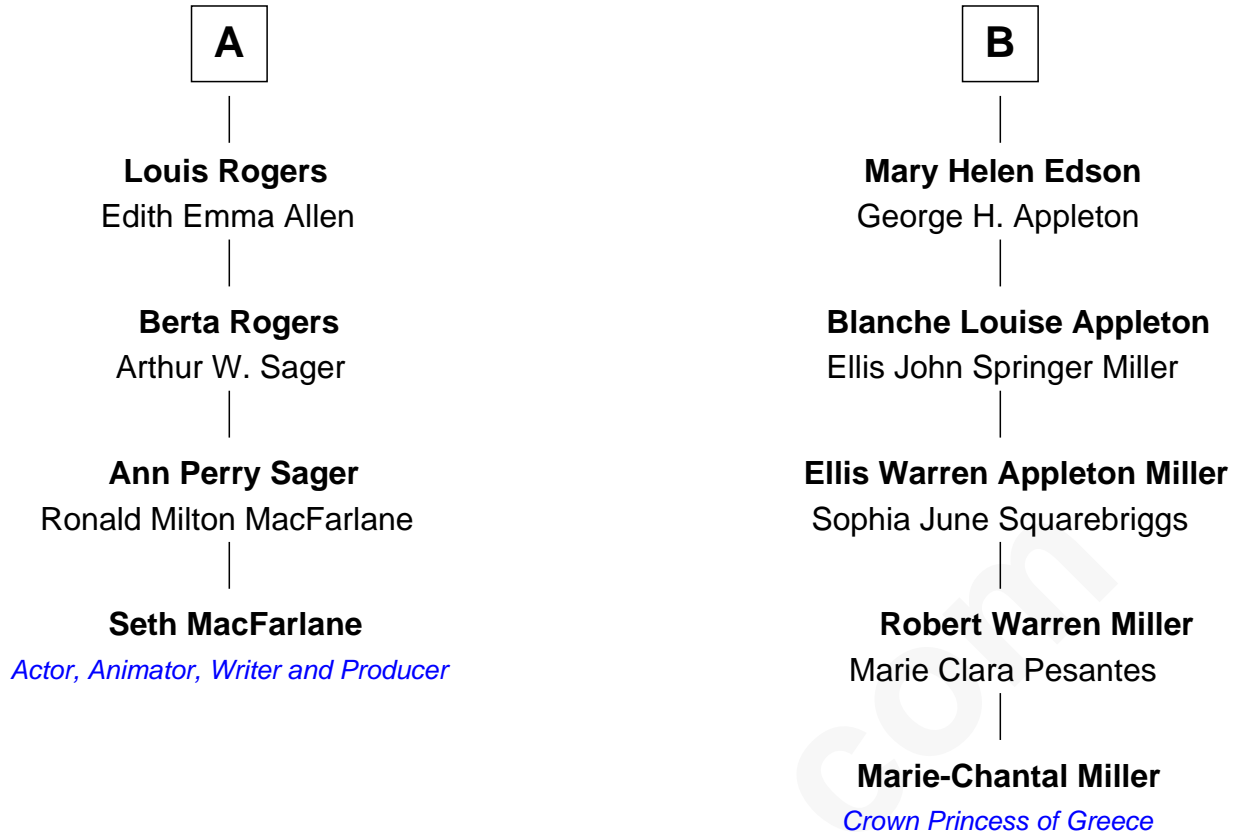 A
Louis Rogers
Edith Emma Allen
Berta Rogers
Arthur W. Sager
Ann Perry Sager
Ronald Milton MacFarlane
Seth MacFarlane
Actor, Animator, Writer and Producer
B
Mary Helen Edson
George H. Appleton
Blanche Louise Appleton
Ellis John Springer Miller
Ellis Warren Appleton Miller
Sophia June Squarebriggs
Robert Warren Miller
Marie Clara Pesantes
Marie-Chantal Miller
Crown Princess of Greece
com